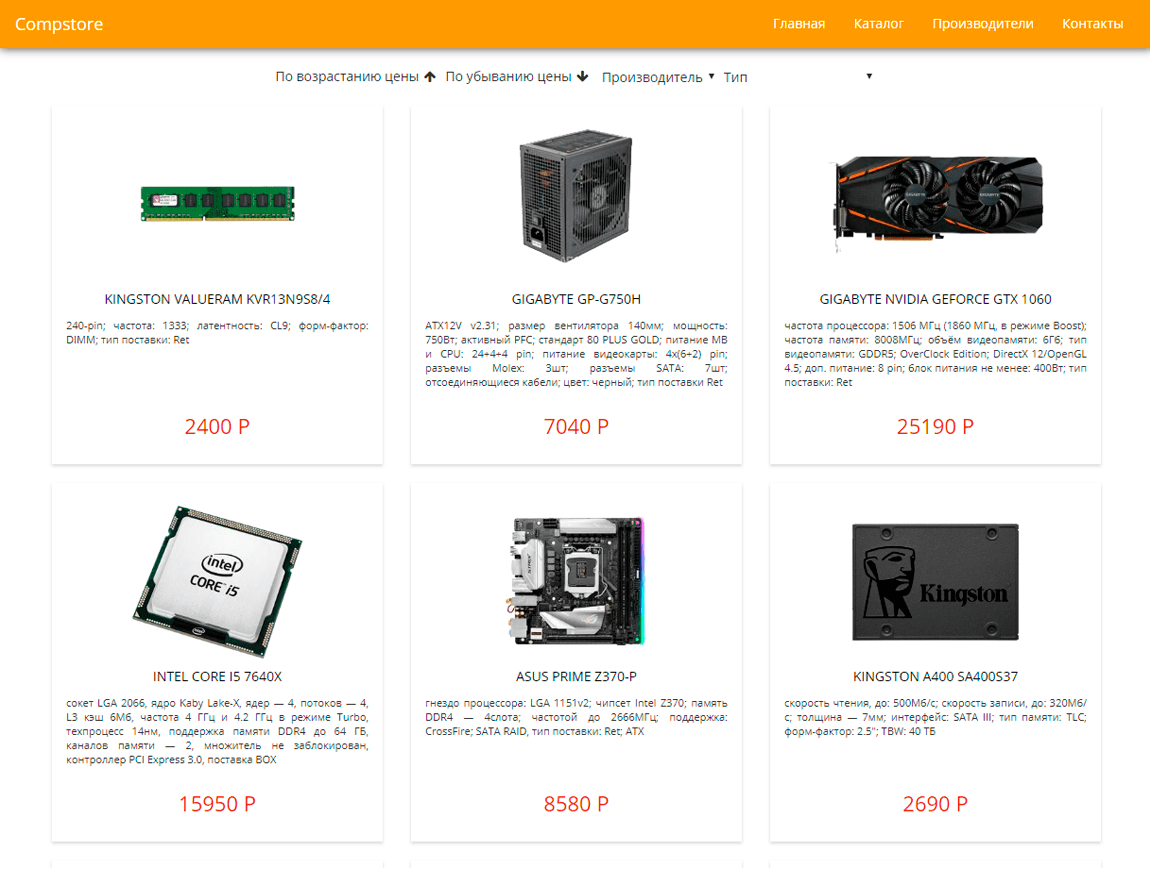 Compstore
Главная Каталог Производители Контакты
По возрастанию цены По убыванию цены Производитель Тип
GIGABYTE GIGABYTE
KINGSTON VALUERAM KVR13N9S8/4
240-pin; частота: 1333; латентность: CL9; форм-фактор:
DIMM; тип поставки: Ret
2400 Р
GIGABYTE GP-G750H
ATX12V v2.31; размер вентилятора 140мм; мощность:
750Вт; активный PFC; стандарт 80 PLUS GOLD; питание MB
и CPU: 24+4+4 pin; питание видеокарты: 4x(6+2) pin;
разъемы Molex: 3шт; разъемы SATA: 7шт;
отсоединяющиеся кабели; цвет: черный; тип поставки Ret
7040 Р
GIGABYTE NVIDIA GEFORCE GTX 1060
частота процессора: 1506 МГц (1860 МГц, в режиме Boost);
частота памяти: 8008МГц; объём видеопамяти: 6Гб; тип
видеопамяти: GDDR5; OverClock Edition; DirectX 12/OpenGL
4.5; доп. питание: 8 pin; блок питания не менее: 400Вт; тип
поставки: Ret
25190 Р
intel
CORE i5
intel
INTEL CORE I5 7640X
сокет LGA 2066, ядро Kaby Lake-X, ядер — 4, потоков — 4,
L3 кэш 6Мб, частота 4 ГГц и 4.2 ГГц в режиме Turbo,
техпроцесс 14нм, поддержка памяти DDR4 до 64 ГБ,
каналов памяти — 2, множитель не заблокирован,
контроллер PCI Express 3.0, поставка BOX
15950 Р
ASUS PRIME Z370-P
гнездо процессора: LGA 1151v2; чипсет Intel Z370; память
DDR4 — 4слота; частотой до 2666МГц; поддержка:
CrossFire; SATA RAID, тип поставки: Ret; ATX
8580 Р
Kingston
KINGSTON A400 SA400S37
скорость чтения, до: 500Мб/с; скорость записи, до: 320Мб/
с; толщина — 7мм; интерфейс: SATA III; тип памяти: TLC;
форм-фактор: 2.5"; TBW: 40 ТБ
2690 Р